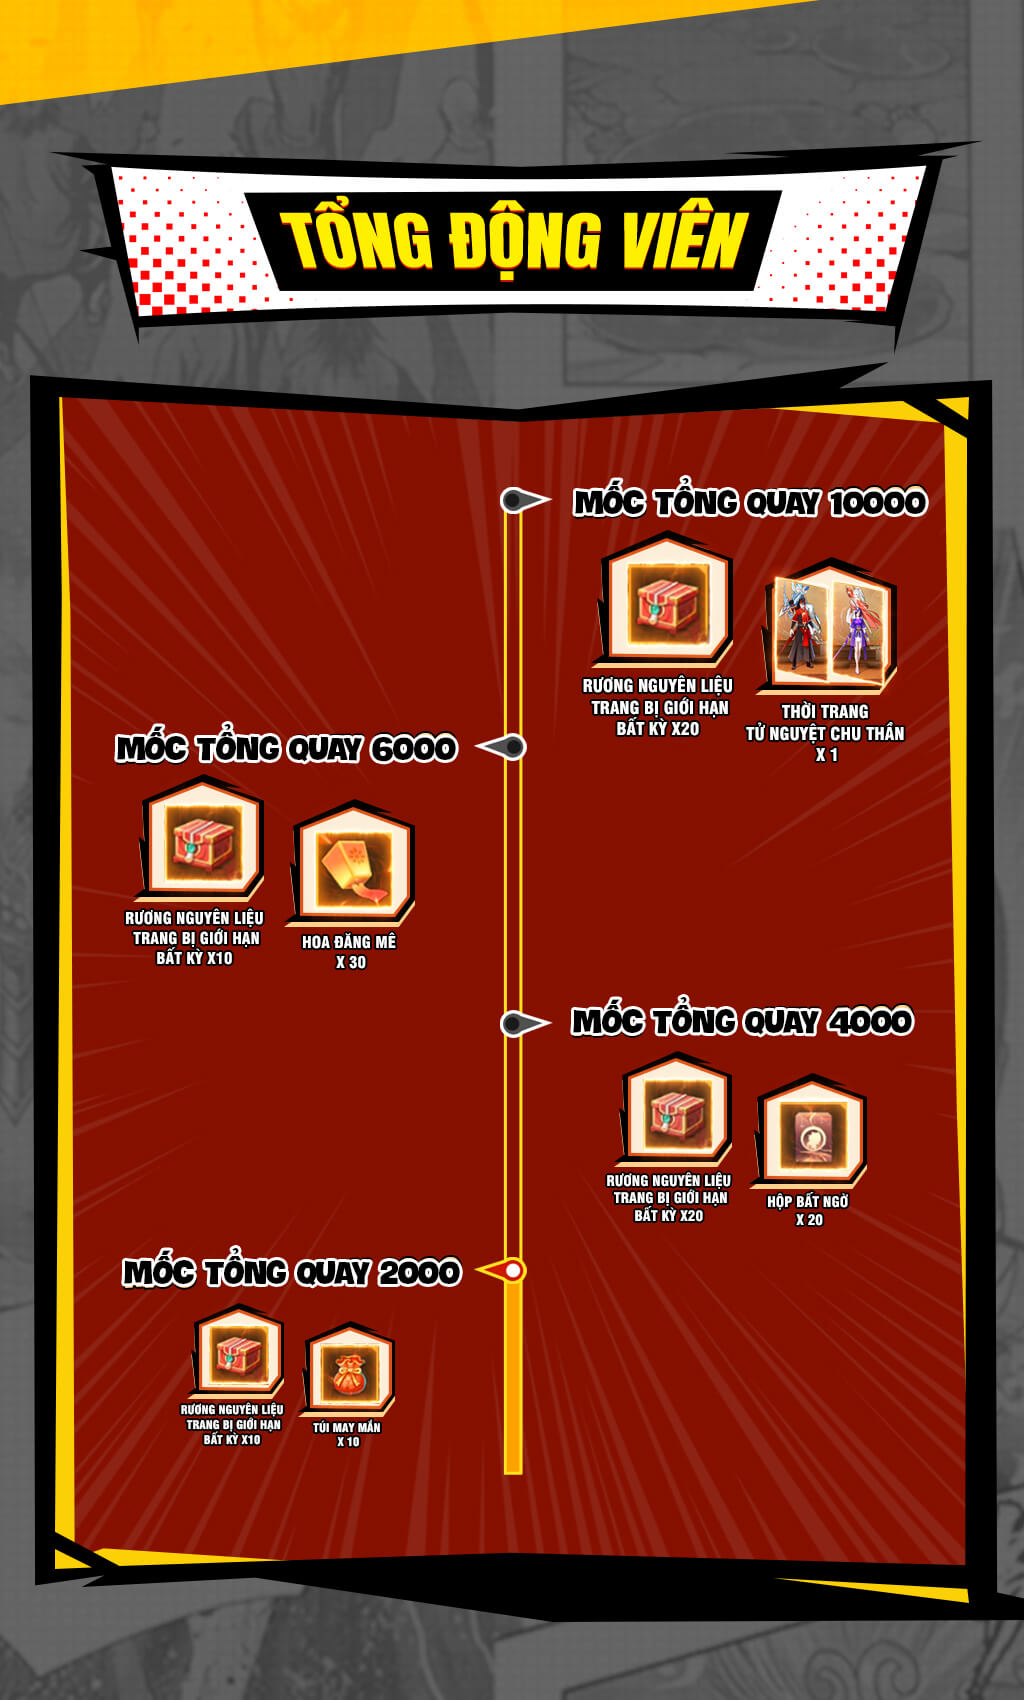 TỔNG ĐỘNG VIÊN
MỐC TỔNG QUAY 10000
RƯƠNG NGUYÊN LIỆU
TRANG BỊ GIỚI HẠN
BẤT KỲ X20
THỜI TRANG
TỬ NGUYỆT CHU THẦN
X 1
MỐC TỔNG QUAY 6000
RƯƠNG NGUYÊN LIỆU
TRANG BỊ GIỚI HẠN
BẤT KỲ X10
HOA ĐĂNG MÊ
X 30
MỐC TỔNG QUAY 4000
RƯƠNG NGUYÊN LIỆU
TRANG BỊ GIỚI HẠN
BẤT KỲ X20
HỘP BẤT NGỜ
X 20
MỐC TỔNG QUAY 2000
RƯƠNG NGUYÊN LIỆU
TRANG BỊ GIỚI HẠN
BẤT KỲ X10
TÚI MAY MẮN
X 10